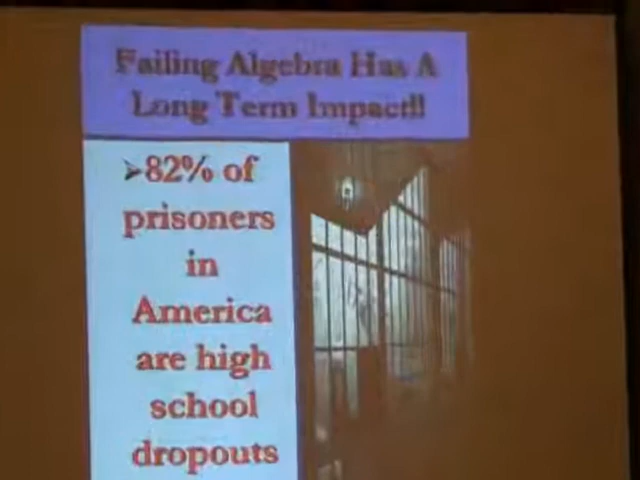 Failing Algebra Has A
Long Term Impact!!
➢82% of
prisoners
in
America
are high
school
dropouts